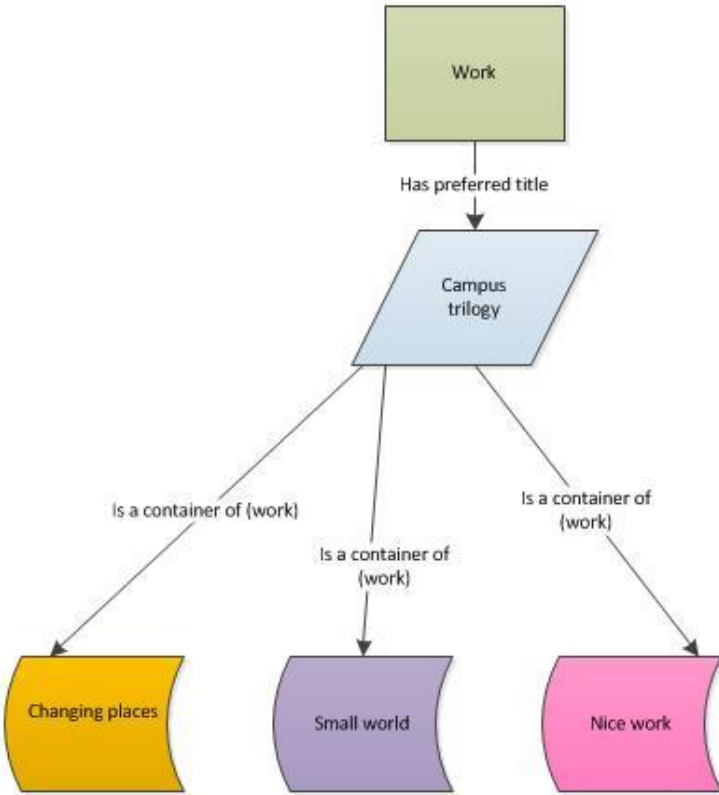 Work
Has preferred title
Campus
trilogy
Is a container of (work)
Is a container of
(work)
Is a container of
(work)
Changing places
Small world
Nice work